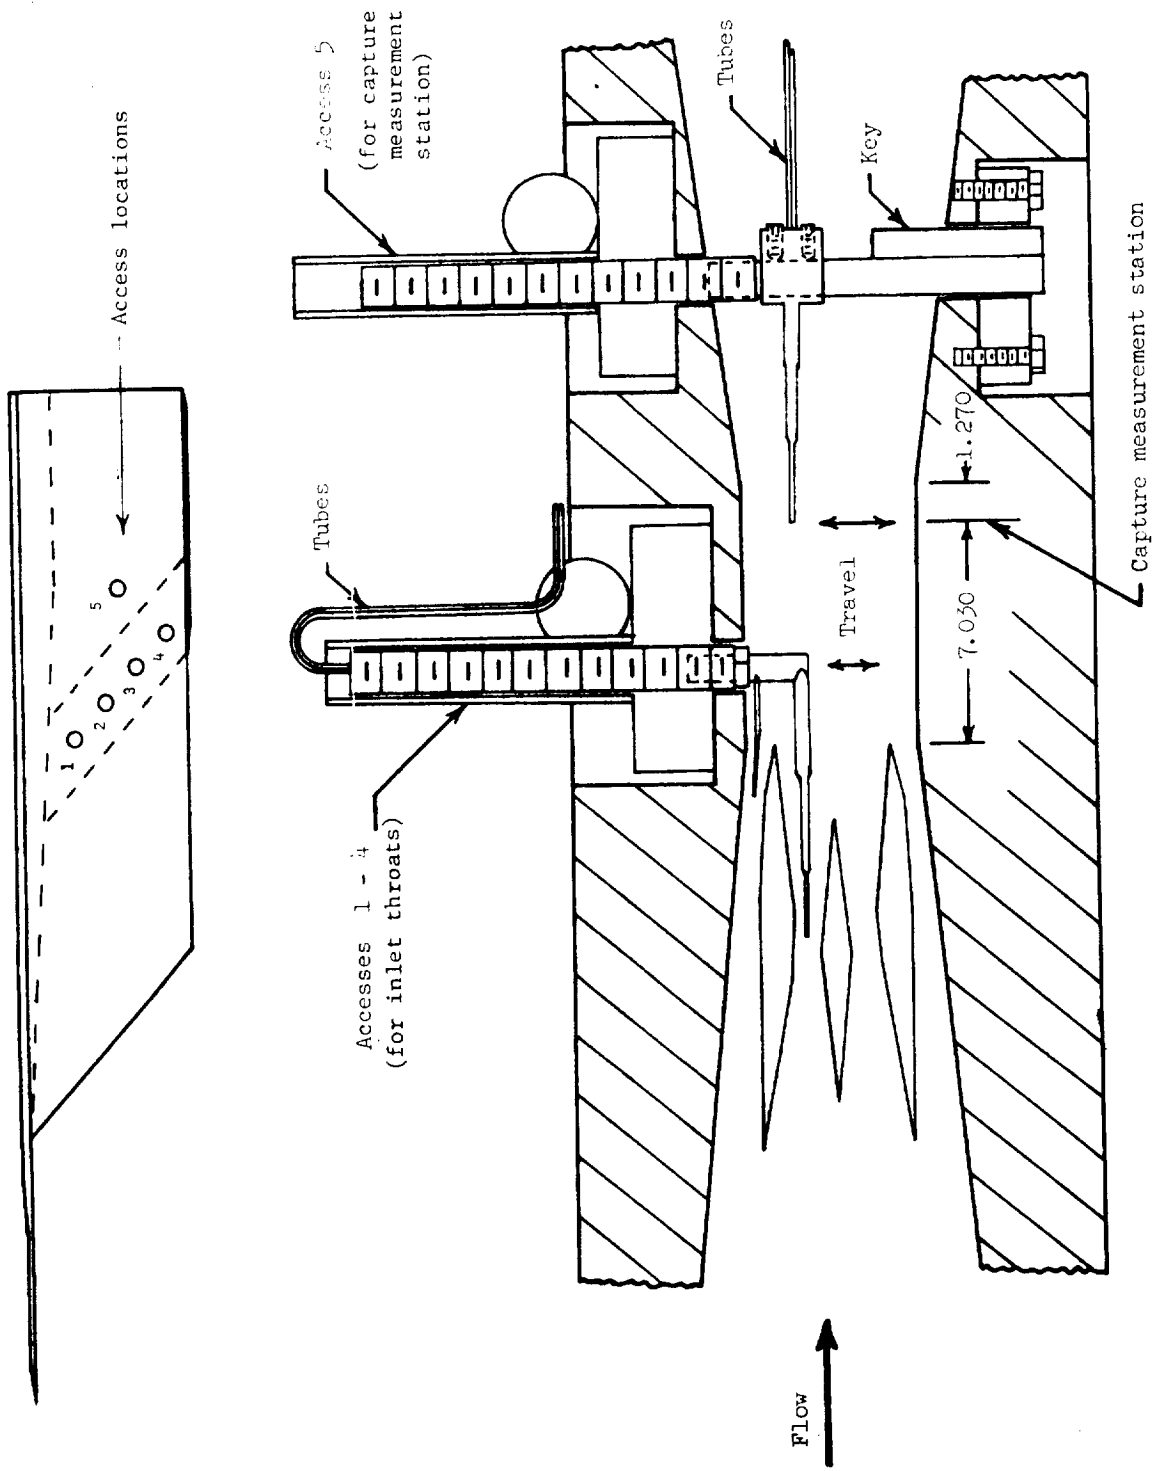 Access locations
1
2
3
4
5
Access 5
(for capture
measurement
station)
Tubes
Accesses 1 - 4
(for inlet throats)
Tubes
Key
Travel
1.270
7.030
Capture measurement station
Flow